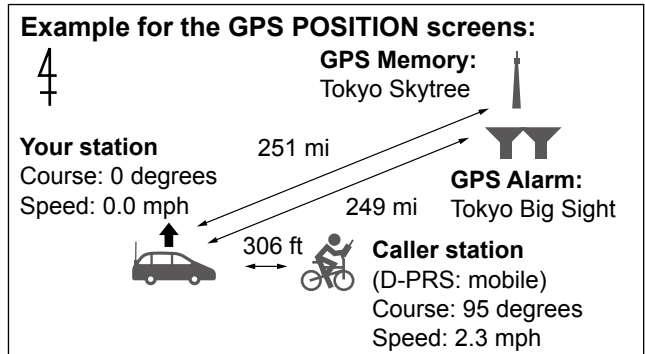 Example for the GPS POSITION screens:
GPS Memory:
Tokyo Skytree
Your station
Course: 0 degrees
Speed: 0.0 mph
251 mi
GPS Alarm:
Tokyo Big Sight
249 mi
306 ft
Caller station
(D-PRS: mobile)
Course: 95 degrees
Speed: 2.3 mph